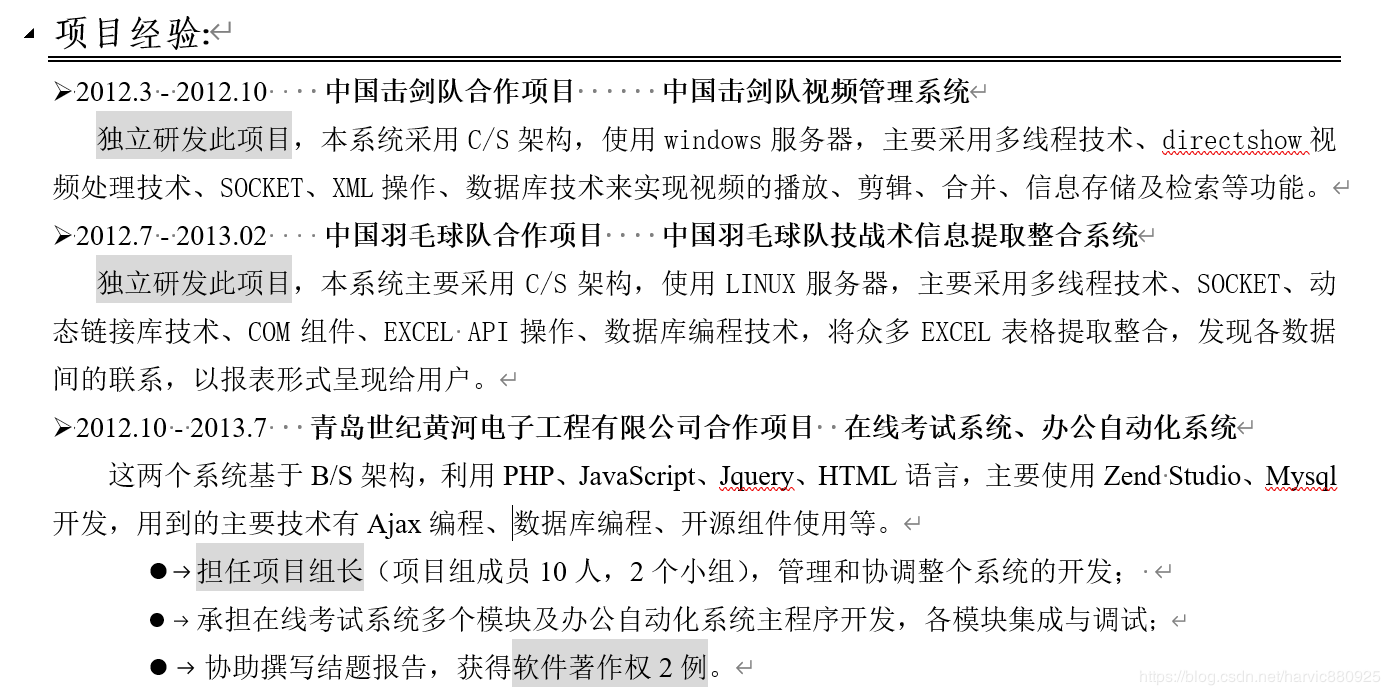 项目经验:
2012.3 - 2012.10 中国击剑队合作项目 中国击剑队视频管理系统
独立研发此项目，本系统采用 C/S 架构，使用 windows 服务器，主要采用多线程技术、directshow 视
频处理技术、SOCKET、XML 操作、数据库技术来实现视频的播放、剪辑、合并、信息存储及检索等功能。
2012.7 - 2013.02 中国羽毛球队合作项目 中国羽毛球队技战术信息提取整合系统
独立研发此项目，本系统主要采用 C/S 架构，使用 LINUX 服务器，主要采用多线程技术、SOCKET、动
态链接库技术、COM 组件、EXCEL API 操作、数据库编程技术，将众多 EXCEL 表格提取整合，发现各数据
间的联系，以报表形式呈现给用户。
2012.10 - 2013.7 青岛世纪黄河电子工程有限公司合作项目 在线考试系统、办公自动化系统
这两个系统基于 B/S 架构，利用 PHP、JavaScript、Jquery、HTML 语言，主要使用 Zend Studio、Mysql
开发，用到的主要技术有 Ajax 编程、数据库编程、开源组件使用等。
● 担任项目组长（项目组成员 10 人，2 个小组），管理和协调整个系统的开发；
● 承担在线考试系统多个模块及办公自动化系统主程序开发，各模块集成与调试；
● 协助撰写结题报告，获得软件著作权 2 例。
https://blog.csdn.net/harvic880925